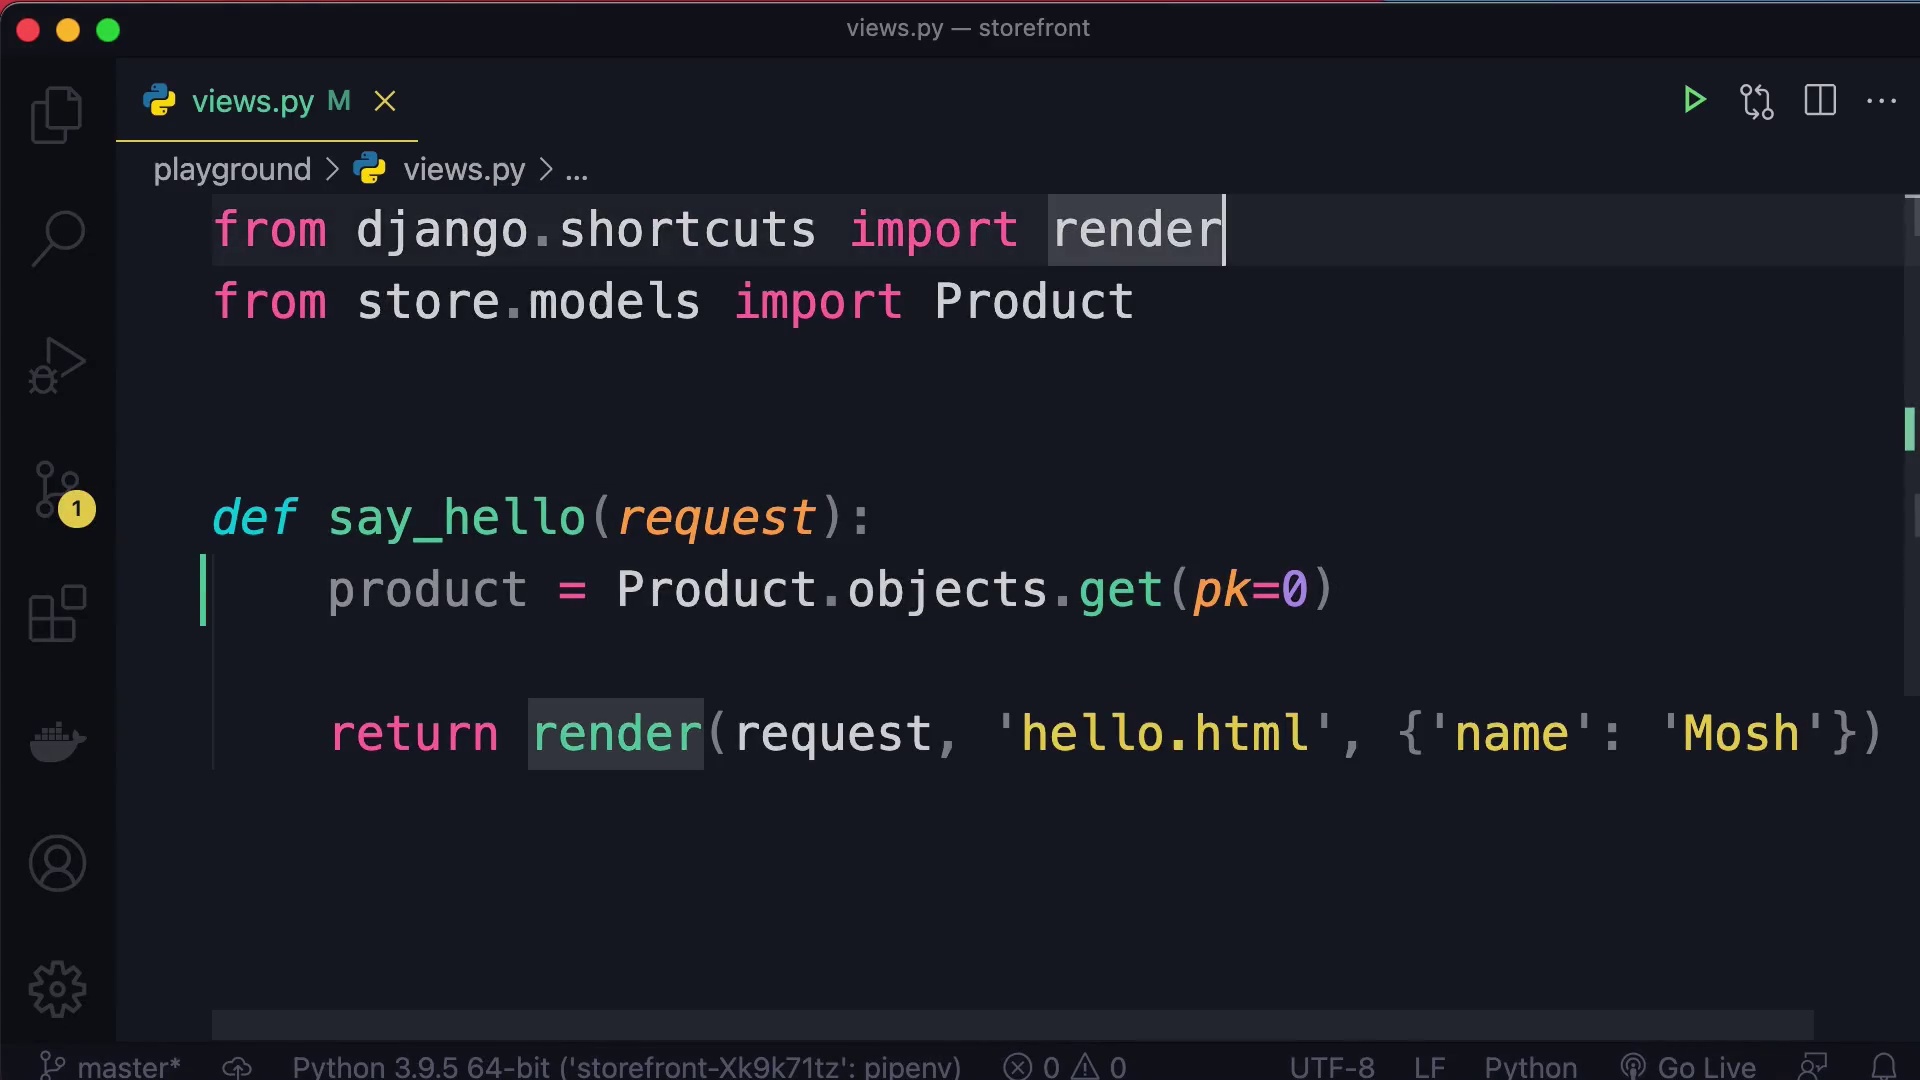 views.py — storefront
views.py M
playground > views.py > ...
from django.shortcuts import render
from store.models import Product
def say_hello(request):
    product = Product.objects.get(pk=0)
    return render(request, 'hello.html', {'name': 'Mosh'})
1
master* Python 3.9.5 64-bit ('storefront-Xk9k71tz': pipenv) 0 0 UTF-8 LF Python Go Live